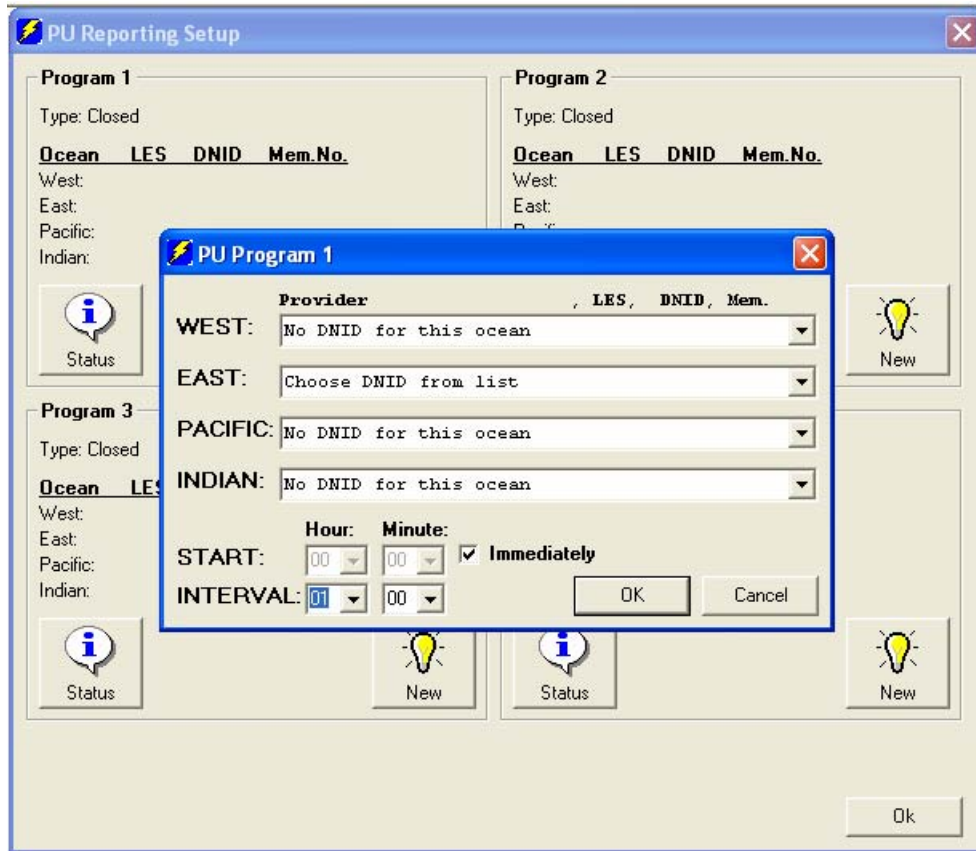 PU Reporting Setup
Program 1
Type: Closed
Ocean LES DNID Mem.No.
West:
East:
Pacific:
Indian:
Status
Program 2
Type: Closed
Ocean LES DNID Mem.No.
West:
East:
New
PU Program 1
Provider , LES, DNID, Mem.
WEST: No DNID for this ocean
EAST: Choose DNID from list
PACIFIC: No DNID for this ocean
INDIAN: No DNID for this ocean
Hour: Minute:
START: 00 00 Immediately
INTERVAL: 01 00
OK Cancel
Program 3
Type: Closed
Ocean
West:
East:
Pacific:
Indian:
Status
New
Status
New
Ok